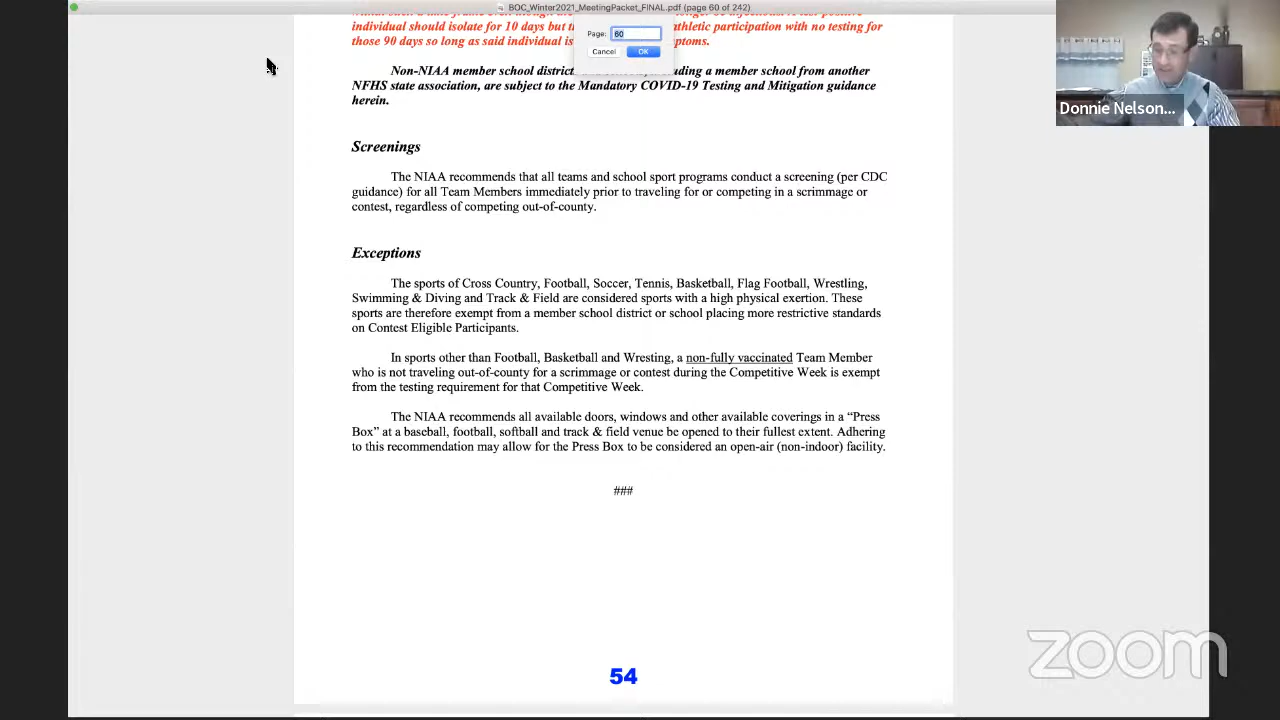 BOC_Winter2021_MeetingPacket_FINAL.pdf (page 60 of 242)
individual should isolate for 10 days but th athletic participation with no testing for
those 90 days so long as said individual is ptoms.
Page: 60
Cancel OK
Donnie Nelson...
Non-NIAA member school district luding a member school from another
NFHS state association, are subject to the Mandatory COVID-19 Testing and Mitigation guidance
herein.
Screenings
The NIAA recommends that all teams and school sport programs conduct a screening (per CDC
guidance) for all Team Members immediately prior to traveling for or competing in a scrimmage or
contest, regardless of competing out-of-county.
Exceptions
The sports of Cross Country, Football, Soccer, Tennis, Basketball, Flag Football, Wrestling,
Swimming & Diving and Track & Field are considered sports with a high physical exertion. These
sports are therefore exempt from a member school district or school placing more restrictive standards
on Contest Eligible Participants.
In sports other than Football, Basketball and Wresting, a non-fully vaccinated Team Member
who is not traveling out-of-county for a scrimmage or contest during the Competitive Week is exempt
from the testing requirement for that Competitive Week.
The NIAA recommends all available doors, windows and other available coverings in a “Press
Box” at a baseball, football, softball and track & field venue be opened to their fullest extent. Adhering
to this recommendation may allow for the Press Box to be considered an open-air (non-indoor) facility.
###
54
zoom